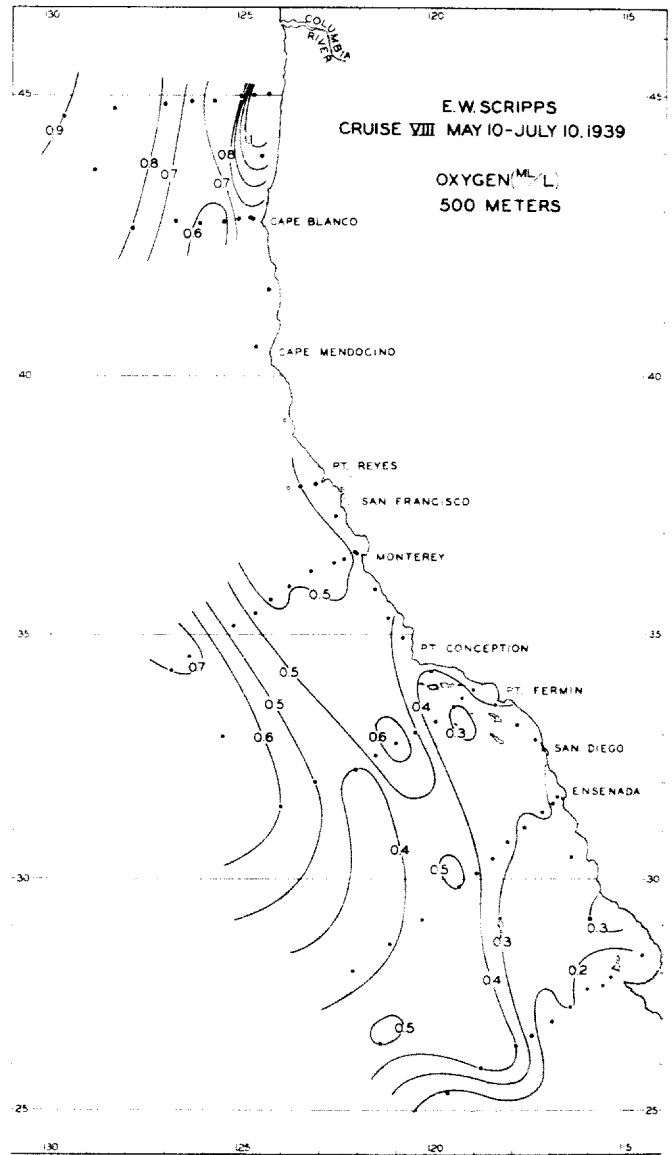 130 125 120 115
COLUMBIA
RIVER
45 45
E.W. SCRIPPS
CRUISE VIII MAY 10-JULY 10, 1939
OXYGEN (ML/L)
500 METERS
0.9
0.8
0.7
0.8
0.7
1.1
0.6
CAPE BLANCO
CAPE MENDOCINO
40 40
PT. REYES
SAN FRANCISCO
MONTEREY
0.5
35 35
PT. CONCEPTION
0.7
0.5
0.5
0.4
PT. FERMIN
0.6
0.6
0.3
SAN DIEGO
ENSENADA
0.4
0.5
30 30
0.3
0.3
0.2
0.4
0.5
25 25
130 125 120 115